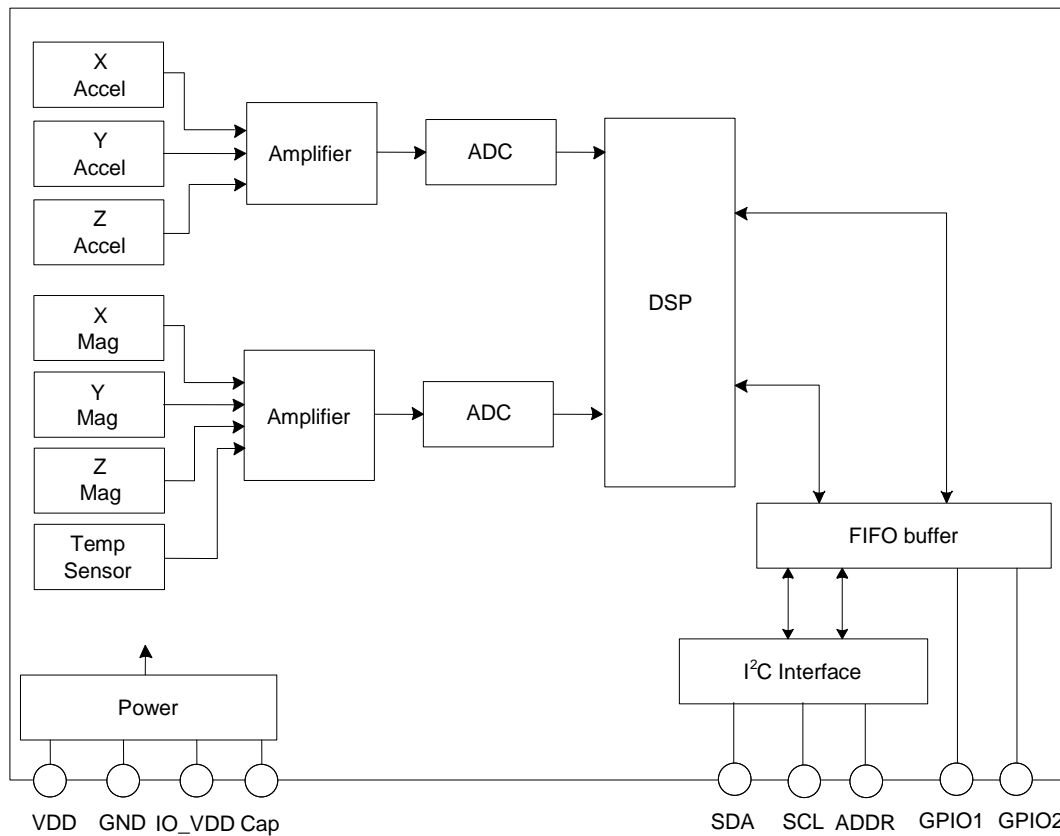 X
Accel
Y
Accel
Z
Accel
Amplifier
ADC
DSP
X
Mag
Y
Mag
Z
Mag
Temp
Sensor
Amplifier
ADC
FIFO buffer
I²C Interface
Power
VDD
GND
IO_VDD
Cap
SDA
SCL
ADDR
GPIO1
GPIO2